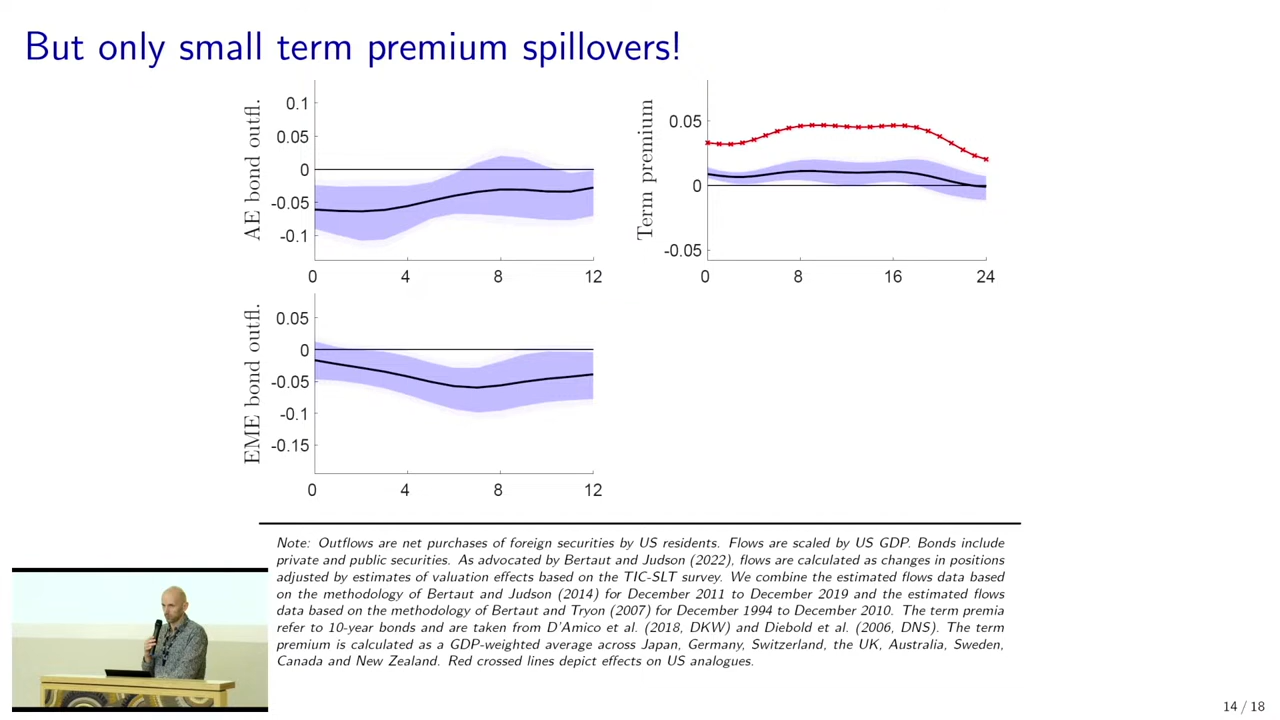 But only small term premium spillovers!
AE bond outfl.
0.1
0.05
0
-0.05
-0.1
0
4
8
12
Term premium
0.05
0
-0.05
0
8
16
24
EME bond outfl.
0.05
0
-0.05
-0.1
-0.15
0
4
8
12
Note: Outflows are net purchases of foreign securities by US residents. Flows are scaled by US GDP. Bonds include
private and public securities. As advocated by Bertaut and Judson (2022), flows are calculated as changes in positions
adjusted by estimates of valuation effects based on the TIC-SLT survey. We combine the estimated flows data based
on the methodology of Bertaut and Judson (2014) for December 2011 to December 2019 and the estimated flows
data based on the methodology of Bertaut and Tryon (2007) for December 1994 to December 2010. The term premia
refer to 10-year bonds and are taken from D'Amico et al. (2018, DKW) and Diebold et al. (2006, DNS). The term
premium is calculated as a GDP-weighted average across Japan, Germany, Switzerland, the UK, Australia, Sweden,
Canada and New Zealand. Red crossed lines depict effects on US analogues.
14 / 18